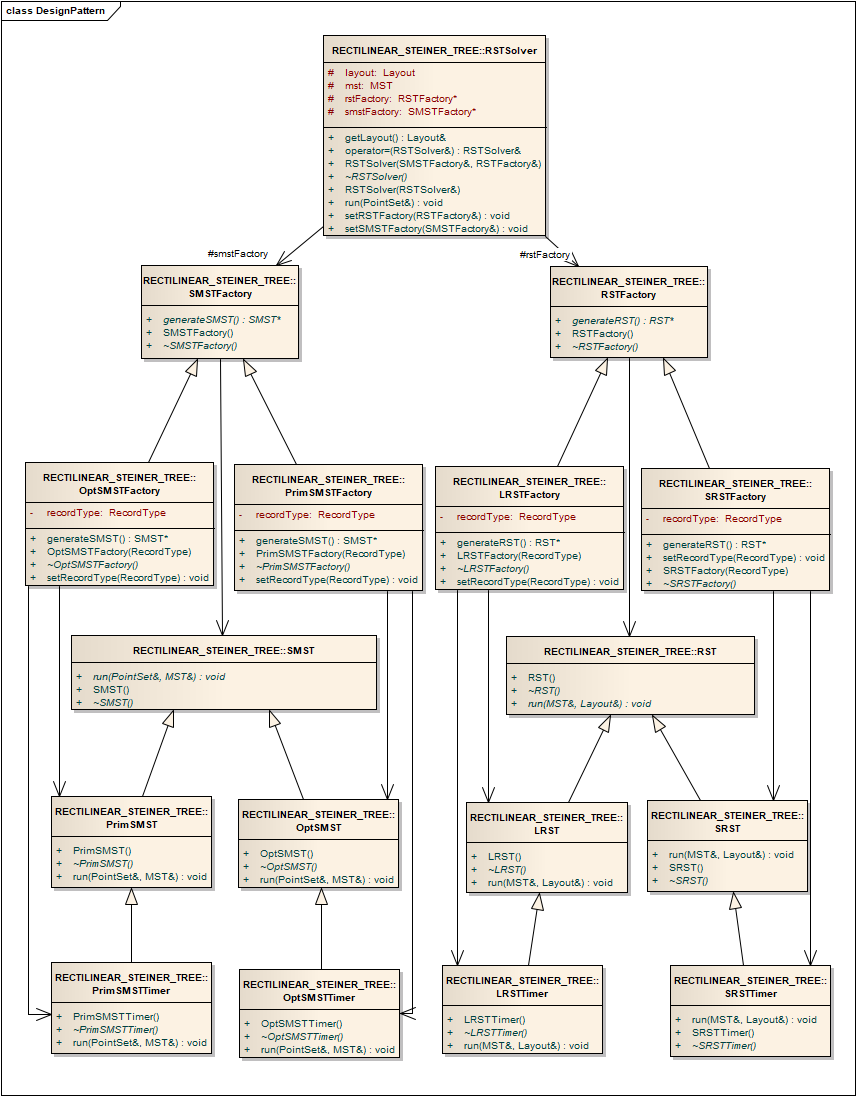 class DesignPattern
RECTILINEAR_STEINER_TREE::RSTSolver
# layout: Layout
# mst: MST
# rstFactory: RSTFactory*
# smstFactory: SMSTFactory*
+ getLayout() : Layout&
+ operator=(RSTSolver&) : RSTSolver&
+ RSTSolver(SMSTFactory&, RSTFactory&)
+ ~RSTSolver()
+ RSTSolver(RSTSolver&)
+ run(PointSet&) : void
+ setRSTFactory(RSTFactory&) : void
+ setSMSTFactory(SMSTFactory&) : void
#smstFactory
#rstFactory
RECTILINEAR_STEINER_TREE::
SMSTFactory
+ generateSMST() : SMST*
+ SMSTFactory()
+ ~SMSTFactory()
RECTILINEAR_STEINER_TREE::
RSTFactory
+ generateRST() : RST*
+ RSTFactory()
+ ~RSTFactory()
RECTILINEAR_STEINER_TREE::
OptSMSTFactory
- recordType: RecordType
+ generateSMST() : SMST*
+ OptSMSTFactory(RecordType)
+ ~OptSMSTFactory()
+ setRecordType(RecordType) : void
RECTILINEAR_STEINER_TREE::
PrimSMSTFactory
- recordType: RecordType
+ generateSMST() : SMST*
+ PrimSMSTFactory(RecordType)
+ ~PrimSMSTFactory()
+ setRecordType(RecordType) : void
RECTILINEAR_STEINER_TREE::
LRSTFactory
- recordType: RecordType
+ generateRST() : RST*
+ LRSTFactory(RecordType)
+ ~LRSTFactory()
+ setRecordType(RecordType) : void
RECTILINEAR_STEINER_TREE::
SRSTFactory
- recordType: RecordType
+ generateRST() : RST*
+ setRecordType(RecordType) : void
+ SRSTFactory(RecordType)
+ ~SRSTFactory()
RECTILINEAR_STEINER_TREE::SMST
+ run(PointSet&, MST&) : void
+ SMST()
+ ~SMST()
RECTILINEAR_STEINER_TREE::RST
+ RST()
+ ~RST()
+ run(MST&, Layout&) : void
RECTILINEAR_STEINER_TREE::
PrimSMST
+ PrimSMST()
+ ~PrimSMST()
+ run(PointSet&, MST&) : void
RECTILINEAR_STEINER_TREE::
OptSMST
+ OptSMST()
+ ~OptSMST()
+ run(PointSet&, MST&) : void
RECTILINEAR_STEINER_TREE::
LRST
+ LRST()
+ ~LRST()
+ run(MST&, Layout&) : void
RECTILINEAR_STEINER_TREE::
SRST
+ run(MST&, Layout&) : void
+ SRST()
+ ~SRST()
RECTILINEAR_STEINER_TREE::
PrimSMSTTimer
+ PrimSMSTTimer()
+ ~PrimSMSTTimer()
+ run(PointSet&, MST&) : void
RECTILINEAR_STEINER_TREE::
OptSMSTTimer
+ OptSMSTTimer()
+ ~OptSMSTTimer()
+ run(PointSet&, MST&) : void
RECTILINEAR_STEINER_TREE::
LRSTTimer
+ LRSTTimer()
+ ~LRSTTimer()
+ run(MST&, Layout&) : void
RECTILINEAR_STEINER_TREE::
SRSTTimer
+ run(MST&, Layout&) : void
+ SRSTTimer()
+ ~SRSTTimer()